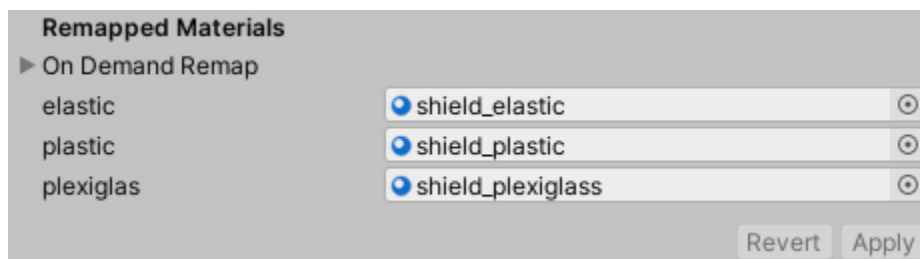 Remapped Materials
On Demand Remap
elastic shield_elastic
plastic shield_plastic
plexiglas shield_plexiglass
Revert Apply